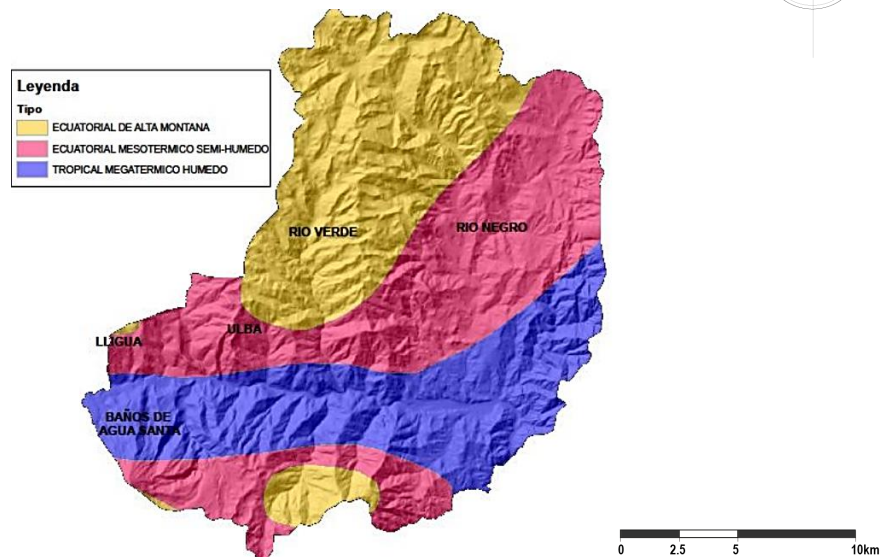 Leyenda
Tipo
ECUATORIAL DE ALTA MONTANA
ECUATORIAL MESOTERMICO SEMI-HUMEDO
TROPICAL MEGATERMICO HUMEDO
RIO VERDE
RIO NEGRO
ULBA
LLIGUA
BAÑOS DE
AGUA SANTA
0 2.5 5 10km